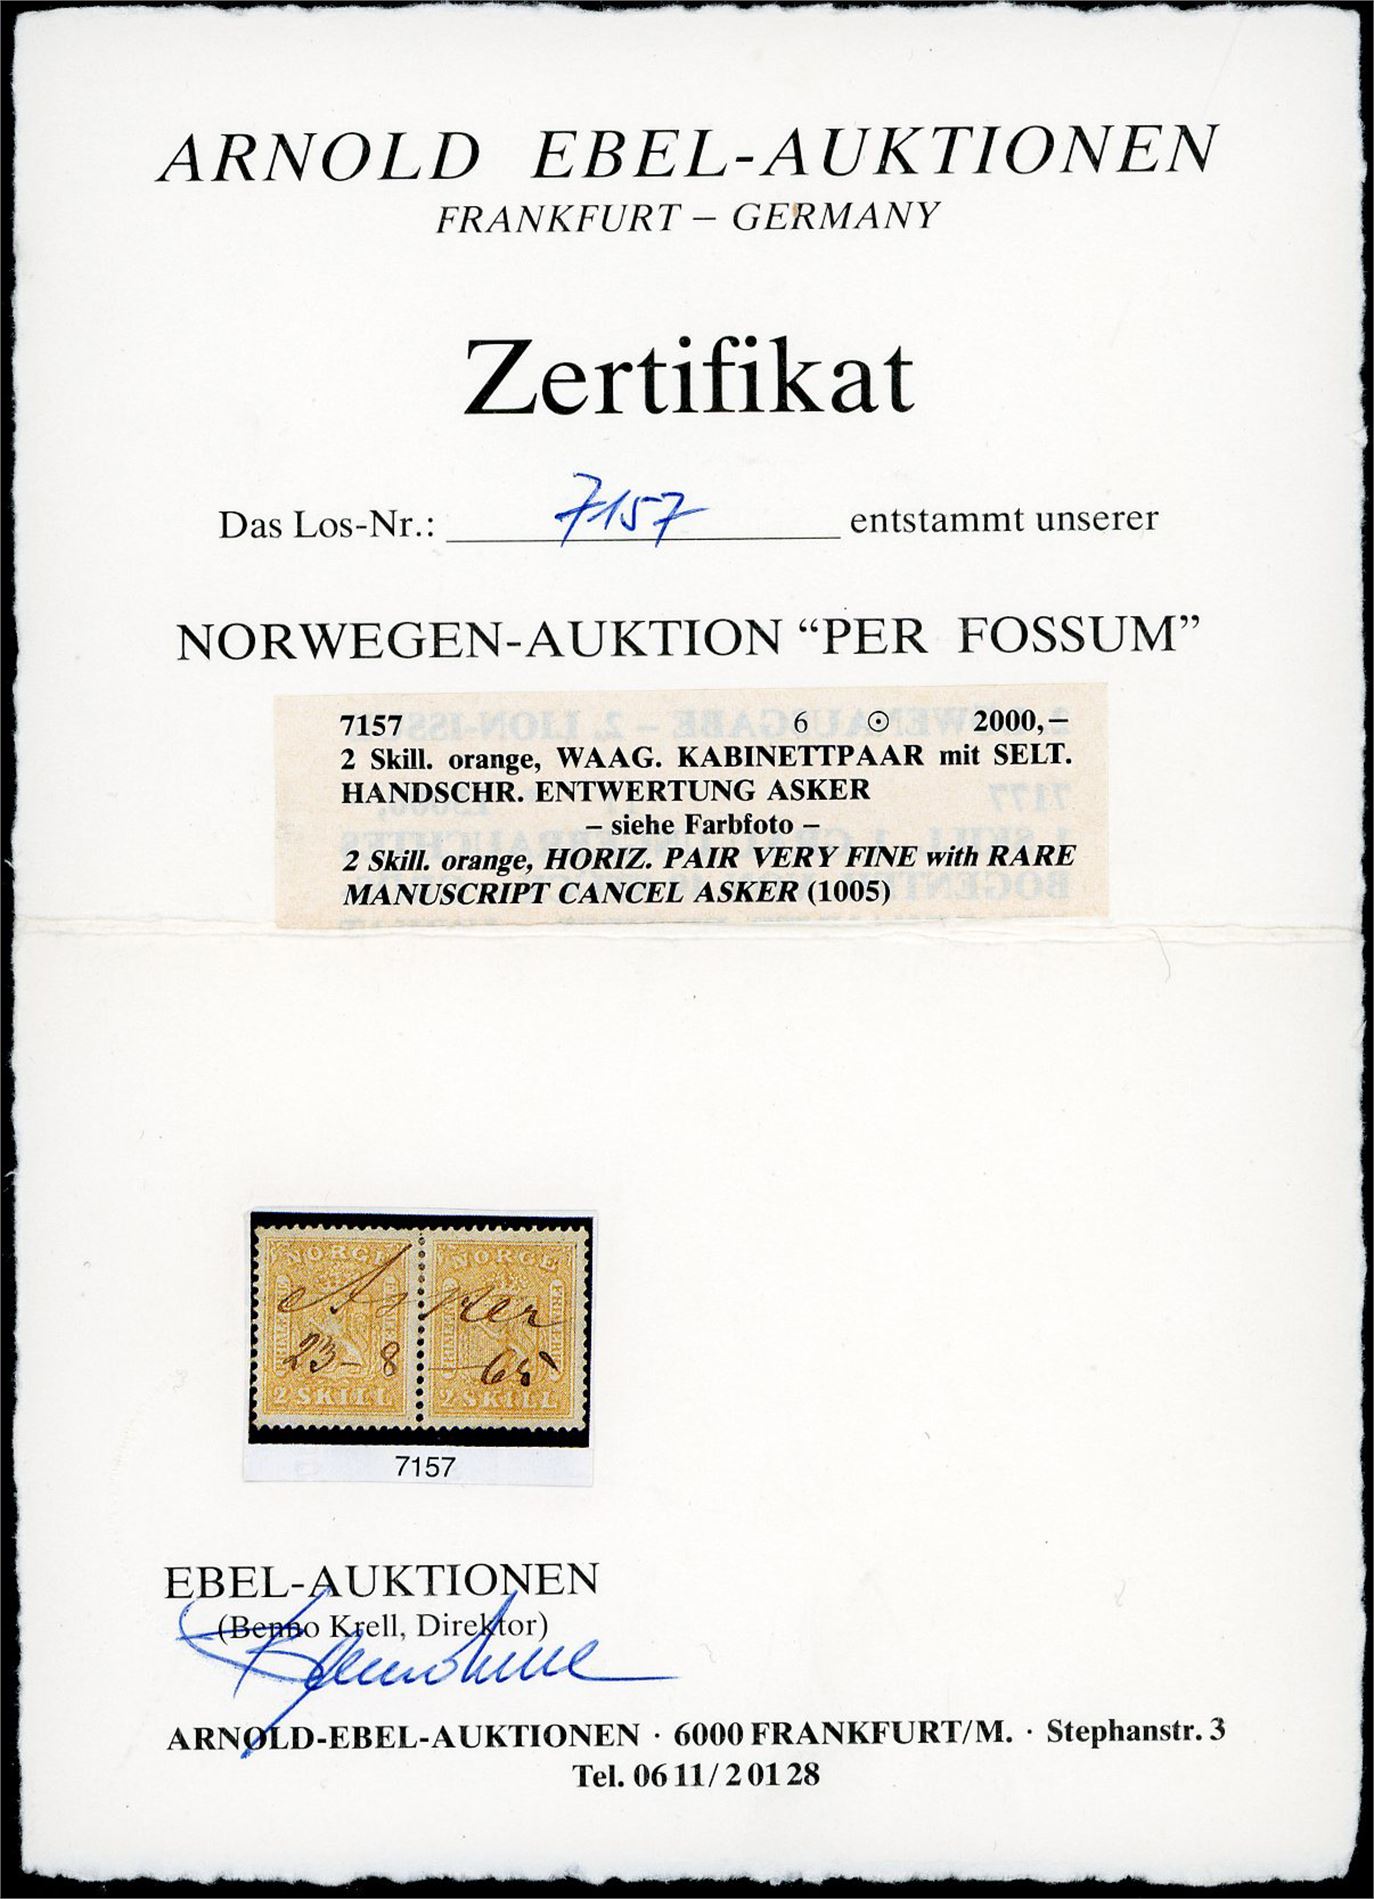 ARNOLD EBEL-AUKTIONEN
FRANKFURT – GERMANY
Zertifikat
Das Los-Nr.: 7157 entstammt unserer
NORWEGEN-AUKTION “PER FOSSUM”
7157 6 ⊙ 2000,–
2 Skill. orange, WAAG. KABINETTPAAR mit SELT.
HANDSCHR. ENTWERTUNG ASKER
– siehe Farbfoto –
2 Skill. orange, HORIZ. PAIR VERY FINE with RARE
MANUSCRIPT CANCEL ASKER (1005)
NORGE NORGE
Asker
23-8-65
2 SKILL 2 SKILL
7157
EBEL-AUKTIONEN
(Benno Krell, Direktor)
ARNOLD-EBEL-AUKTIONEN · 6000 FRANKFURT/M. · Stephanstr. 3
Tel. 06 11 / 2 01 28